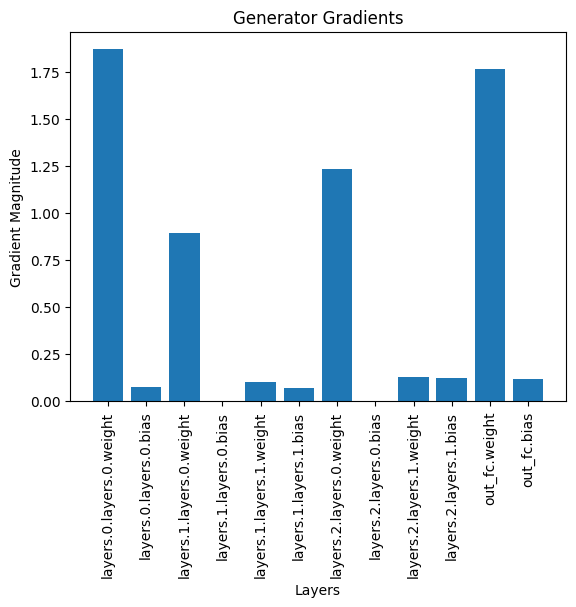 Generator Gradients
Gradient Magnitude
1.75
1.50
1.25
1.00
0.75
0.50
0.25
0.00
layers.0.layers.0.weight
layers.0.layers.0.bias
layers.1.layers.0.weight
layers.1.layers.0.bias
layers.1.layers.1.weight
layers.1.layers.1.bias
layers.2.layers.0.weight
layers.2.layers.0.bias
layers.2.layers.1.weight
layers.2.layers.1.bias
out_fc.weight
out_fc.bias
Layers